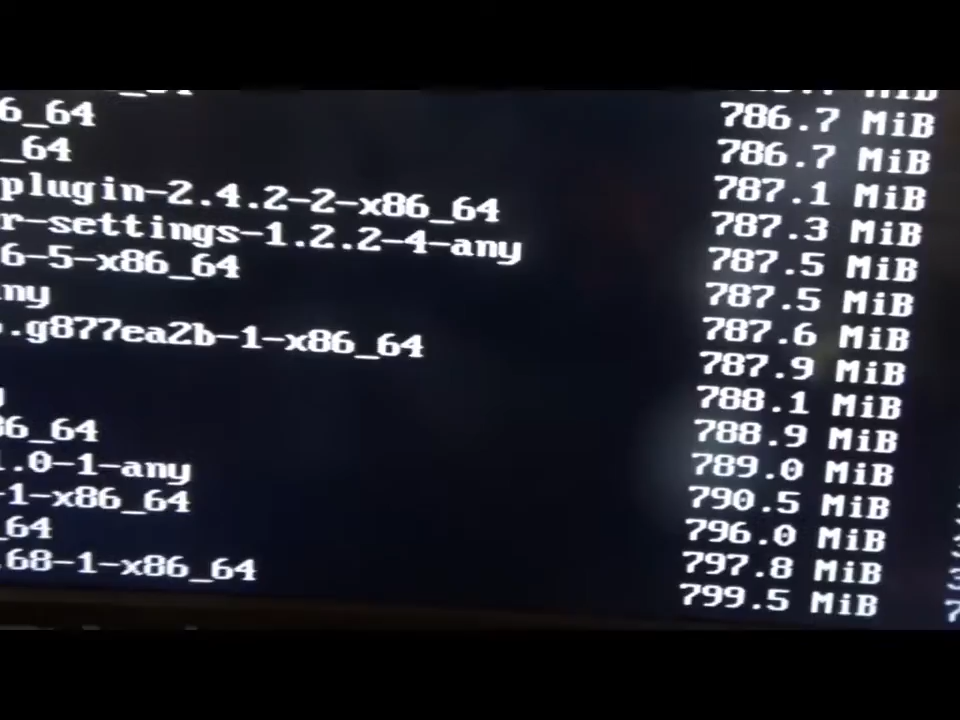 6_64 786.7 MiB
786.7 MiB
_64 787.1 MiB
plugin-2.4.2-2-x86_64 787.3 MiB
r-settings-1.2.2-4-any 787.5 MiB
6-5-x86_64 787.5 MiB
any 787.6 MiB
.g877ea2b-1-x86_64 787.9 MiB
788.1 MiB
788.9 MiB
86_64 789.0 MiB
.0-1-any 790.5 MiB
-1-x86_64 796.0 MiB
_64 797.8 MiB
.68-1-x86_64 799.5 MiB